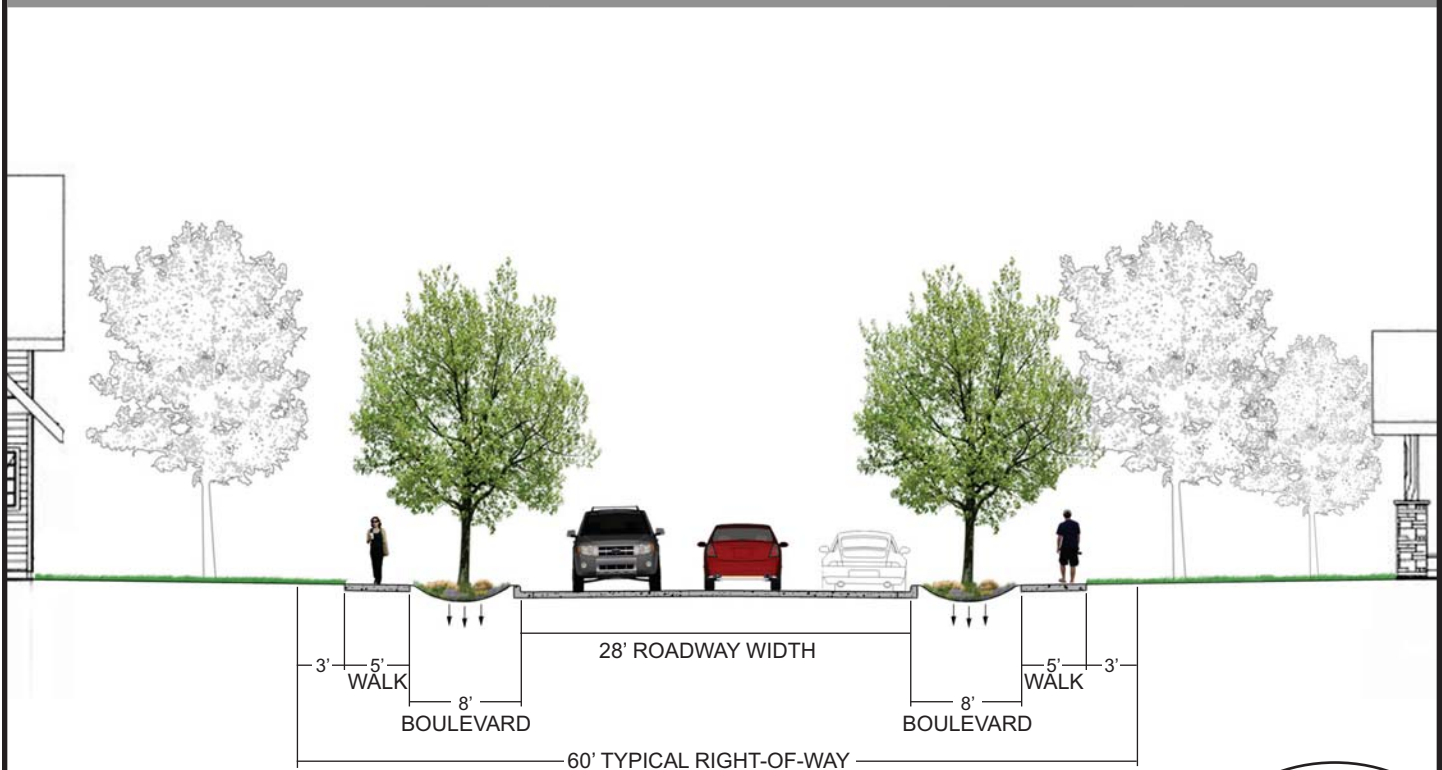 28’ ROADWAY WIDTH
3’ 5’ 5’ 3’
WALK WALK
8’ 8’
BOULEVARD BOULEVARD
60’ TYPICAL RIGHT-OF-WAY